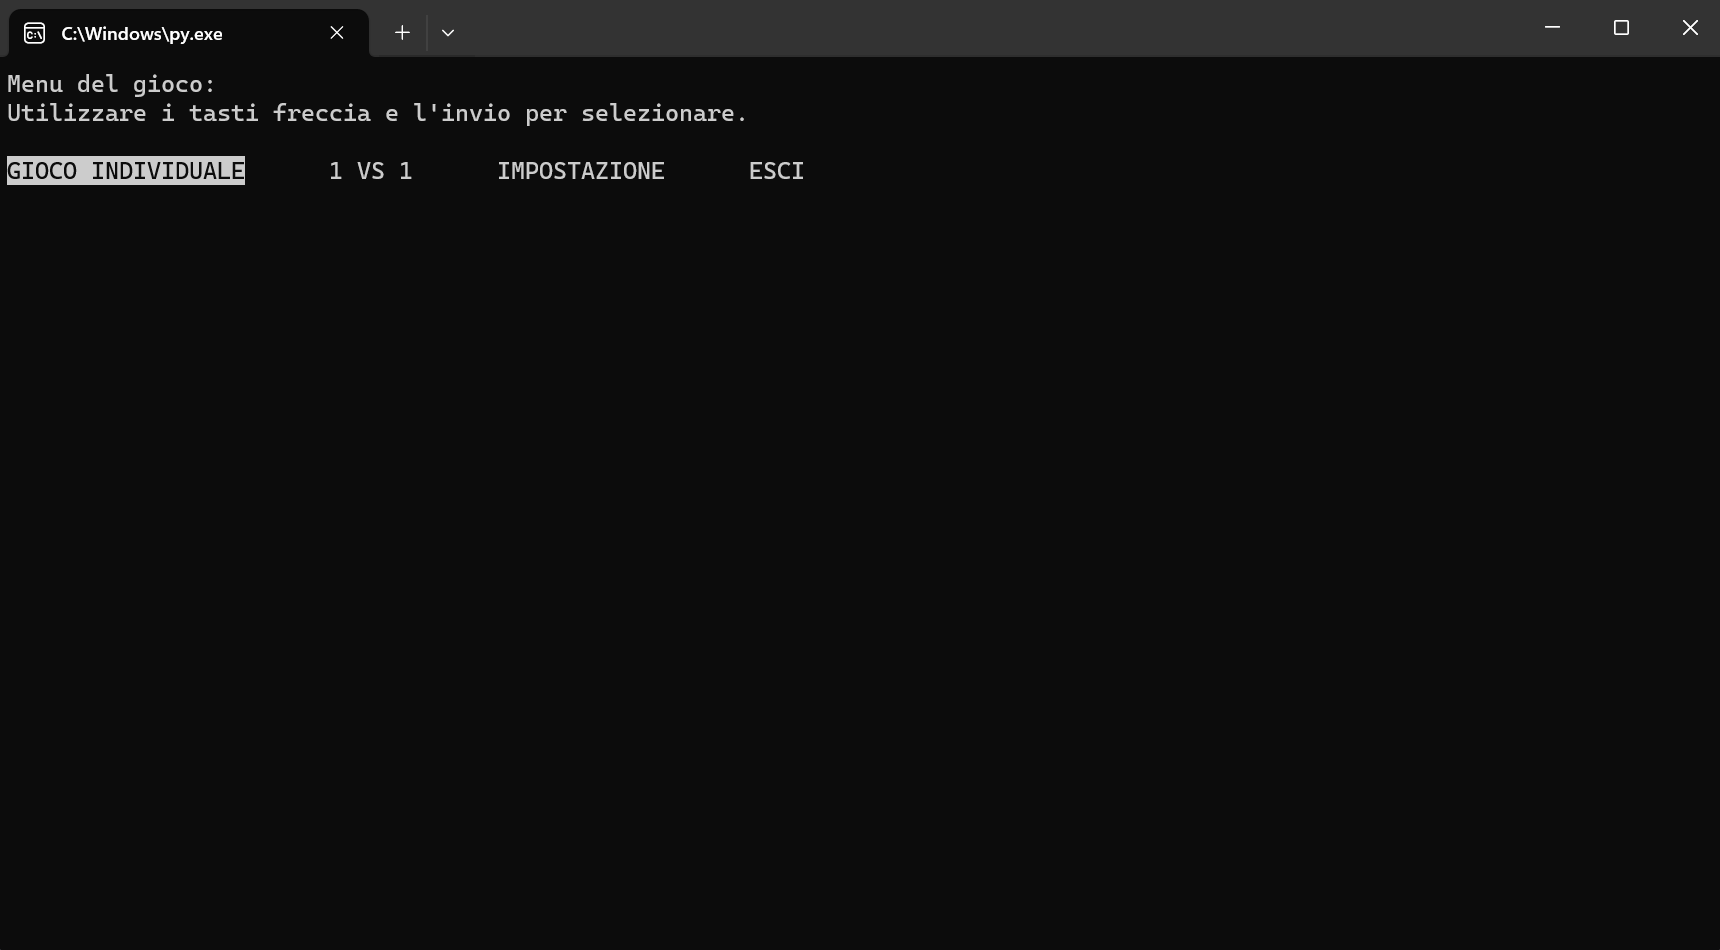 C:\Windows\py.exe
Menu del gioco:
Utilizzare i tasti freccia e l'invio per selezionare.
GIOCO INDIVIDUALE 1 VS 1 IMPOSTAZIONE ESCI